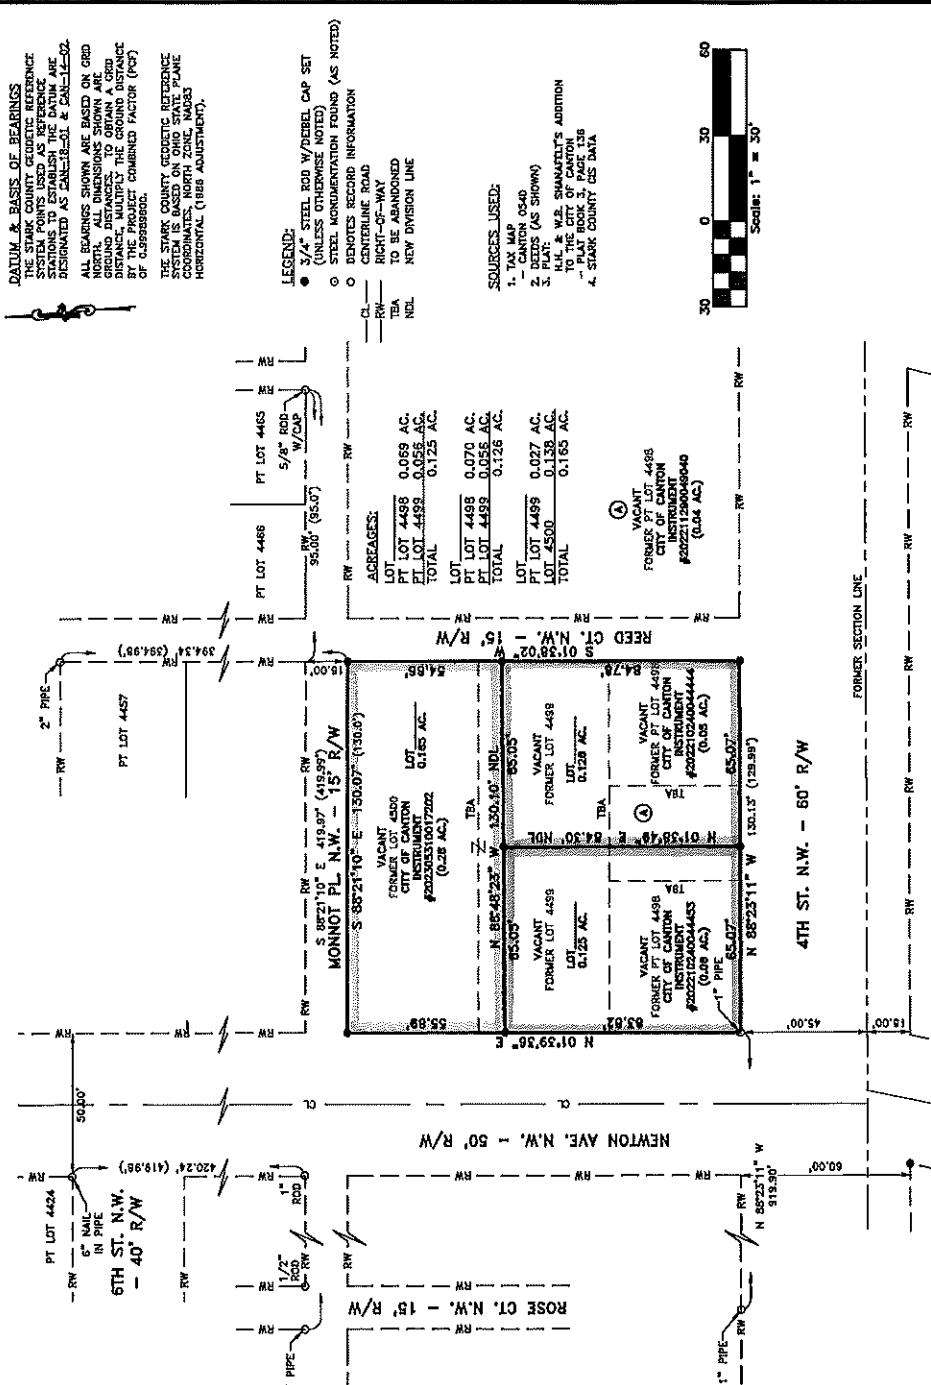 DATUM & BASIS OF BEARINGS
THE STARK COUNTY GEODETIC REFERENCE
SYSTEM POINTS USED AS REFERENCE
STATIONS TO ESTABLISH THE DATUM ARE
DESIGNATED AS CAN-18-01 & CAN-14-02.
ALL BEARINGS SHOWN ARE BASED ON GRID
NORTH. ALL DIMENSIONS SHOWN ARE
GROUND DISTANCES. TO OBTAIN A GRID
DISTANCE, MULTIPLY THE GROUND DISTANCE
BY THE PROJECT COMBINED FACTOR (PCF)
OF
THE STARK COUNTY GEODETIC REFERENCE
SYSTEM IS BASED ON OHIO STATE PLANE
COORDINATES, NORTH ZONE, NAD83
HORIZONTAL (1986 ADJUSTMENT).
LEGEND:
3/4" STEEL ROD W/DEIBEL CAP SET
(UNLESS OTHERWISE NOTED)
STEEL MONUMENTATION FOUND (AS NOTED)
DENOTES RECORD INFORMATION
CL CENTERLINE ROAD
RW RIGHT-OF-WAY
TBA TO BE ABANDONED
NDL NEW DIVISION LINE
SOURCES USED:
1. TAX MAP
- CANTON 0540
2. DEEDS (AS SHOWN)
3. PLAT:
H.H. & W.B. SHANAFELT'S ADDITION
TO THE CITY OF CANTON
- PLAT BOOK 3, PAGE 136
4. STARK COUNTY GIS DATA
30 0 30 60
Scale: 1" = 30'
2" PIPE
PT LOT 4457
394.34' (394.98')
PT LOT 4466
PT LOT 4465
5/8" ROD
W/CAP
95.00' (95.0')
15.00'
ACREAGES:
LOT
PT LOT 4498 0.069 AC.
PT LOT 4499 0.056 AC.
TOTAL 0.125 AC.
LOT
PT LOT 4498 0.070 AC.
PT LOT 4499 0.056 AC.
TOTAL 0.126 AC.
LOT
PT LOT 4499 0.027 AC.
LOT 4500 0.138 AC.
TOTAL 0.165 AC.
A
VACANT
FORMER PT LOT 4498
CITY OF CANTON
INSTRUMENT
#202211290049040
(0.04 AC.)
REED CT. N.W. - 15' R/W
S 01°38'02" W
54.86'
84.78'
S 88°21'10" E 419.97' (419.99')
MONNOT PL. N.W. - 15' R/W
S 88°21'10" E 130.07' (130.0')
VACANT
FORMER LOT 4500
CITY OF CANTON
INSTRUMENT
#202305310017202
(0.28 AC.)
LOT
0.165 AC.
TBA
N 88°48'23" W 130.10' NDL
65.05'
65.05'
VACANT
FORMER LOT 4499
LOT
0.126 AC.
VACANT
FORMER LOT 4499
LOT
0.125 AC.
TBA
N 01°38'49" E 84.30' NDL
VACANT
FORMER PT LOT 4498
CITY OF CANTON
INSTRUMENT
#202210240044444
(0.05 AC.)
TBA
A
TBA
FORMER PT LOT 4498
CITY OF CANTON
INSTRUMENT
#202210240044453
(0.08 AC.)
1" PIPE
65.07'
65.07'
N 88°23'11" W 130.13' (129.99')
55.89'
83.82'
N 01°39'36" E
4TH ST. N.W. - 60' R/W
FORMER SECTION LINE
45.00'
15.00'
50.00'
CL
CL
NEWTON AVE. N.W. - 50' R/W
PT LOT 4424
6" NAIL
IN PIPE
6TH ST. N.W.
- 40' R/W
420.24' (419.98')
1"
ROD
1/2"
ROD
PIPE
ROSE CT. N.W. - 15' R/W
N 88°23'11" W
919.90'
60.00'
1" PIPE